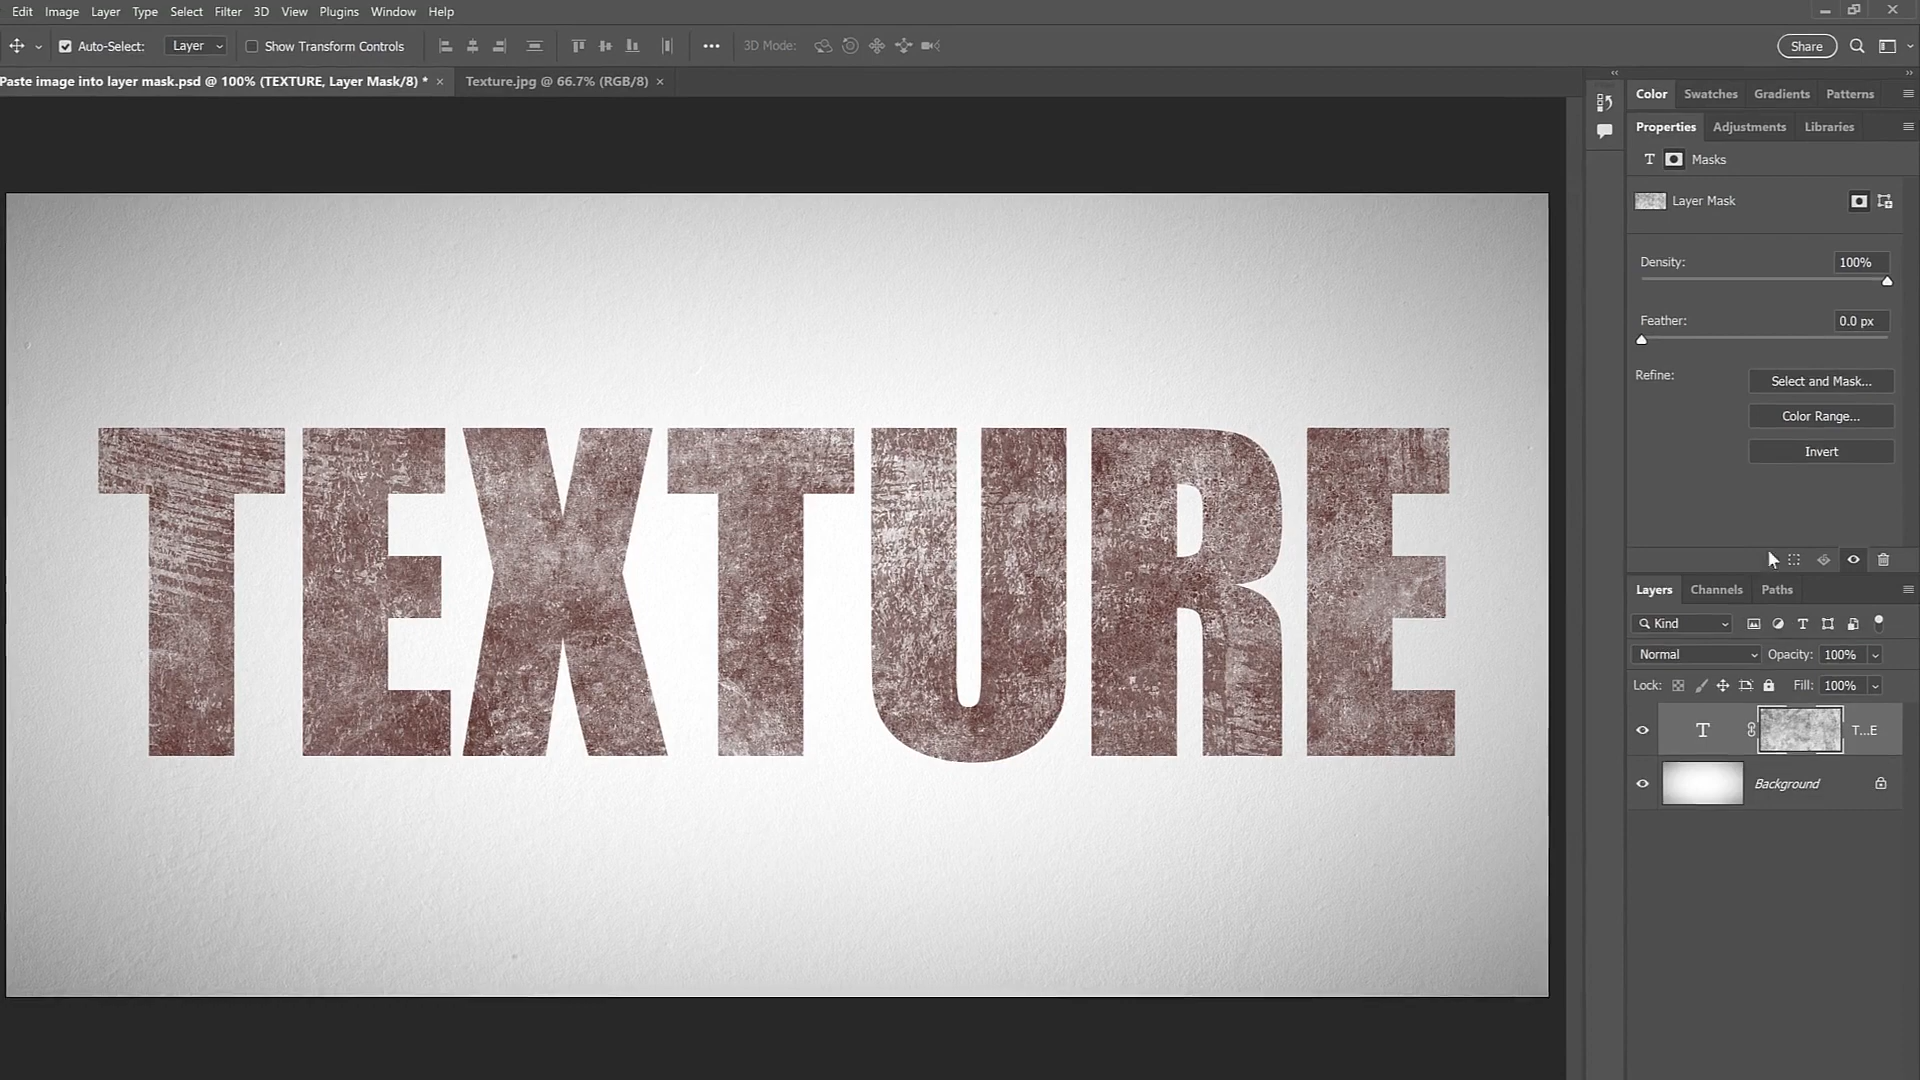 Edit Image Layer Type Select Filter 3D View Plugins Window Help
Auto-Select: Layer Show Transform Controls 3D Mode: Share
Paste image into layer mask.psd @ 100% (TEXTURE, Layer Mask/8) * × Texture.jpg @ 66.7% (RGB/8) ×
Color Swatches Gradients Patterns
Properties Adjustments Libraries
T Masks
Layer Mask
Density: 100%
Feather: 0.0 px
Refine: Select and Mask...
Color Range...
Invert
TEXTURE
Layers Channels Paths
Kind T
Normal Opacity: 100%
Lock: Fill: 100%
T T...E
Background